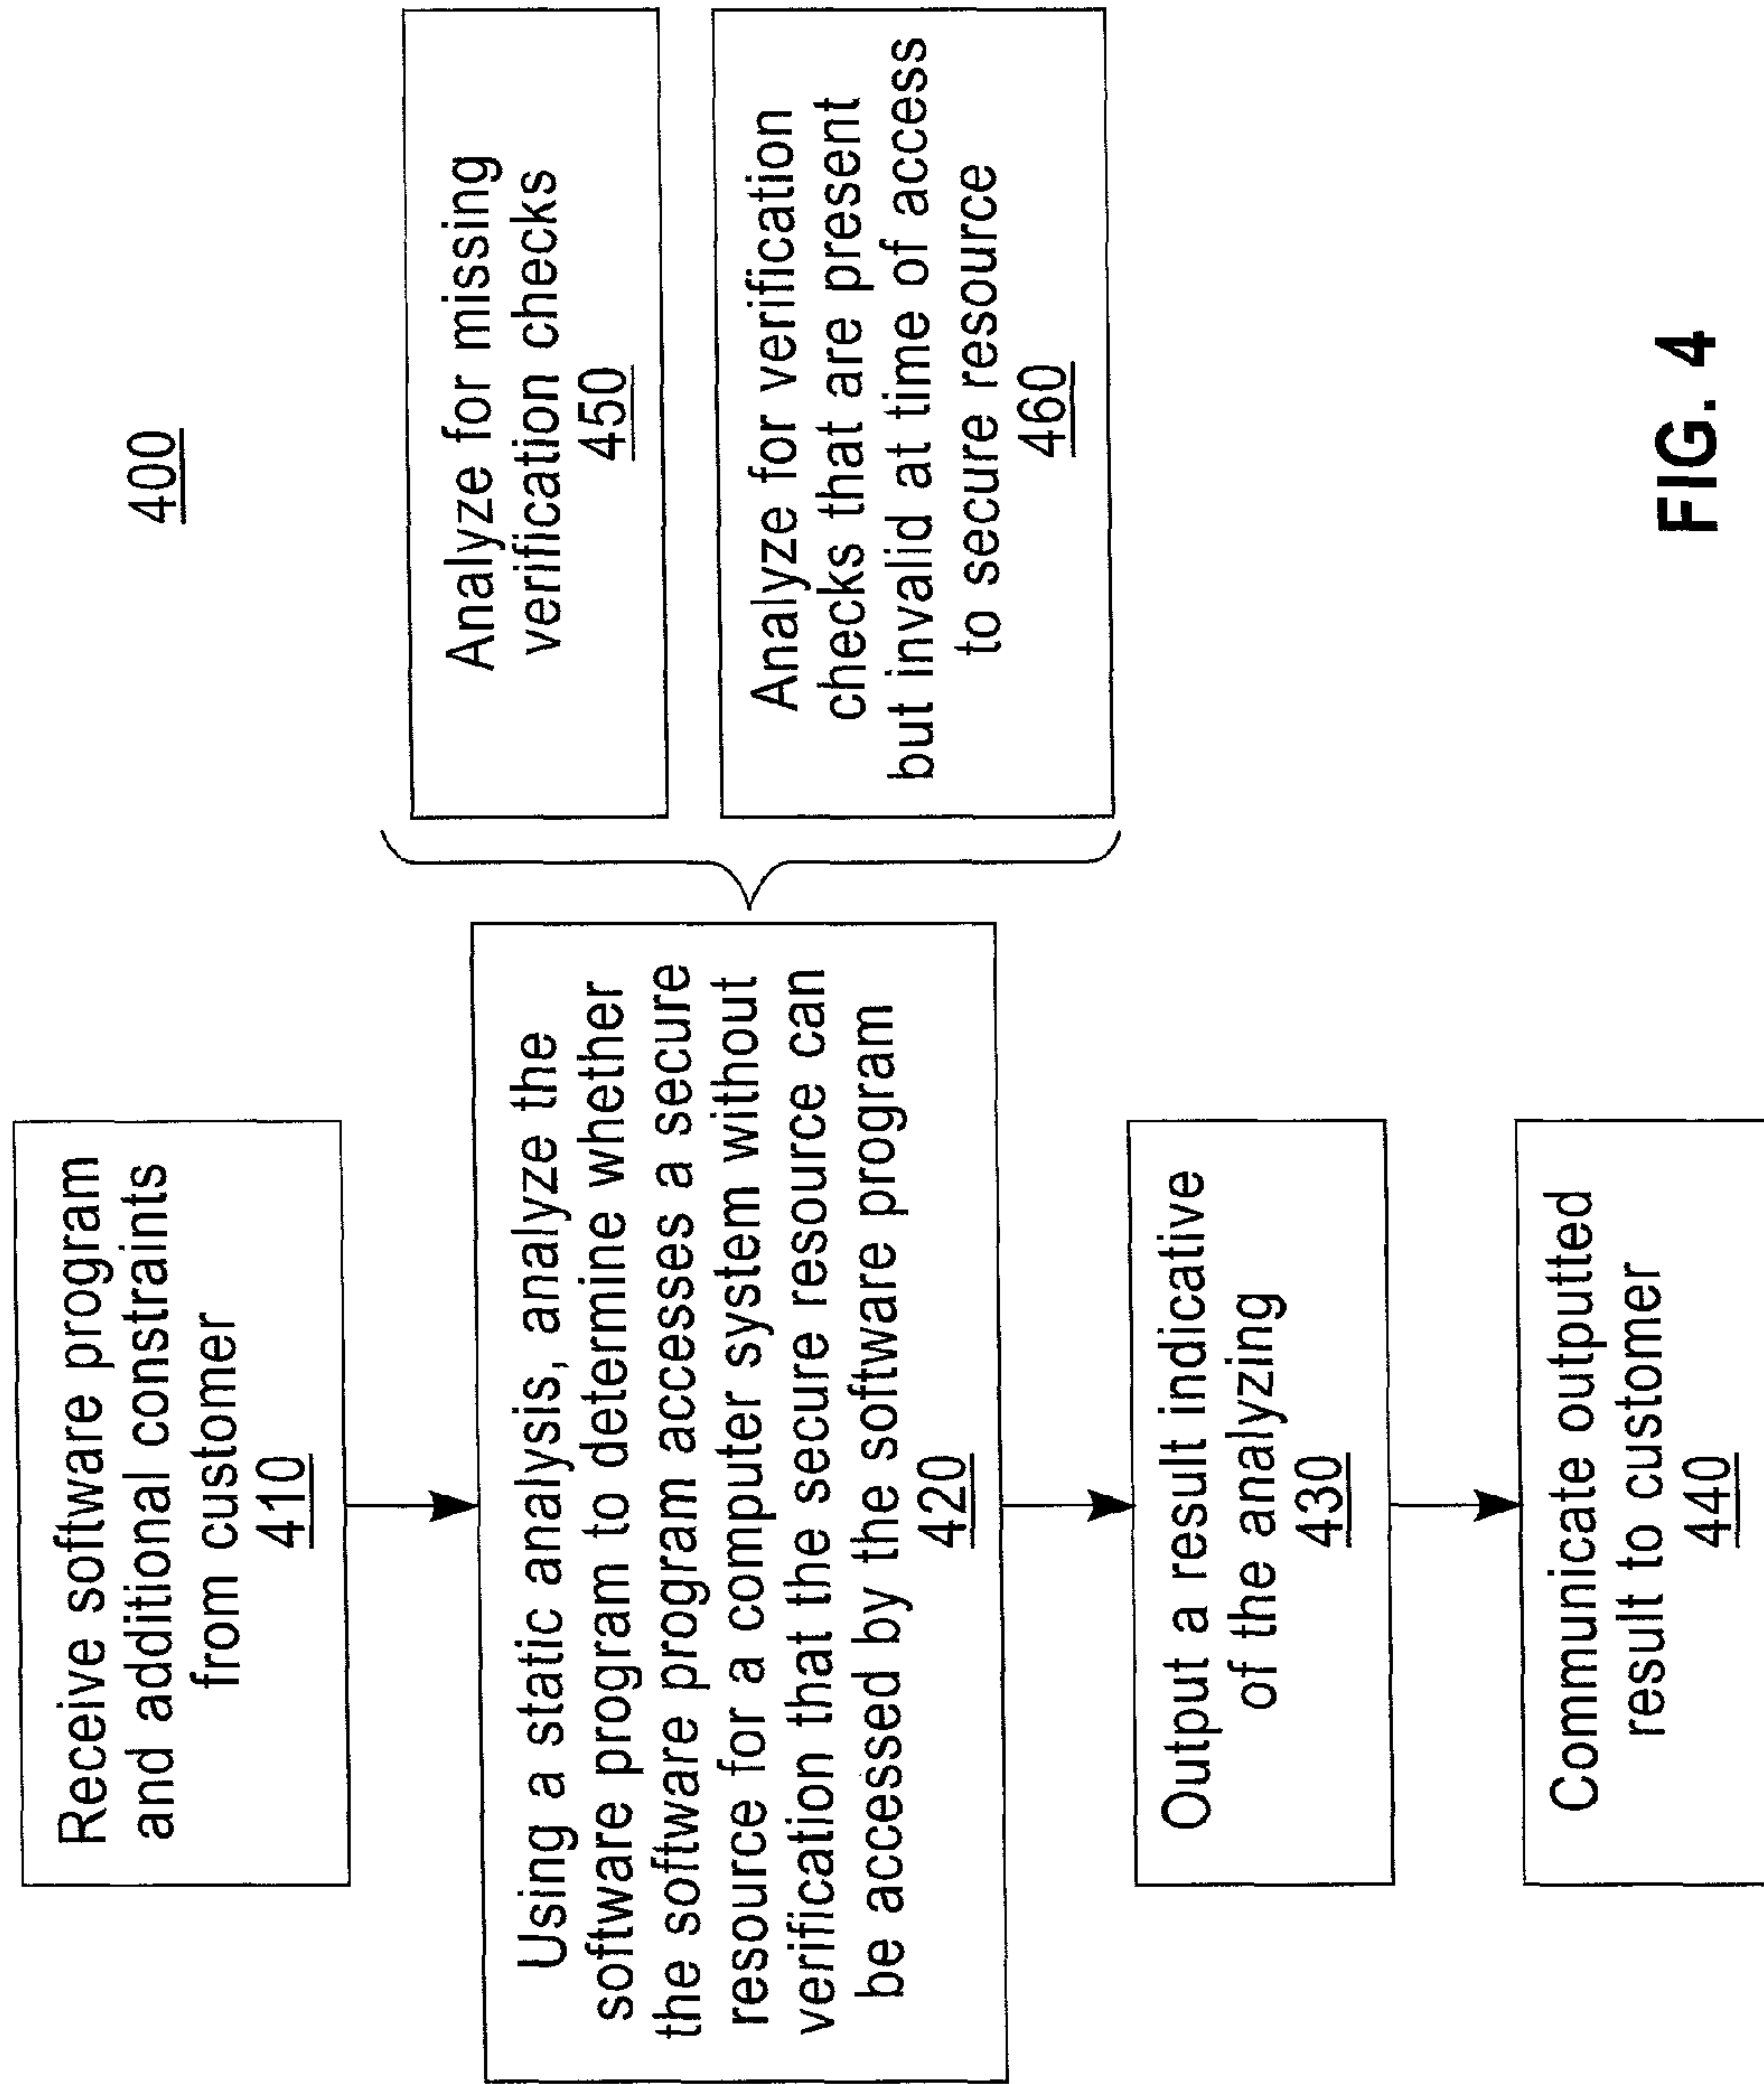 400
Receive software program
and additional constraints
from customer
410
Using a static analysis, analyze the
software program to determine whether
the software program accesses a secure
resource for a computer system without
verification that the secure resource can
be accessed by the software program
420
Analyze for missing
verification checks
450
Analyze for verification
checks that are present
but invalid at time of access
to secure resource
460
Output a result indicative
of the analyzing
430
Communicate outputted
result to customer
440
FIG. 4